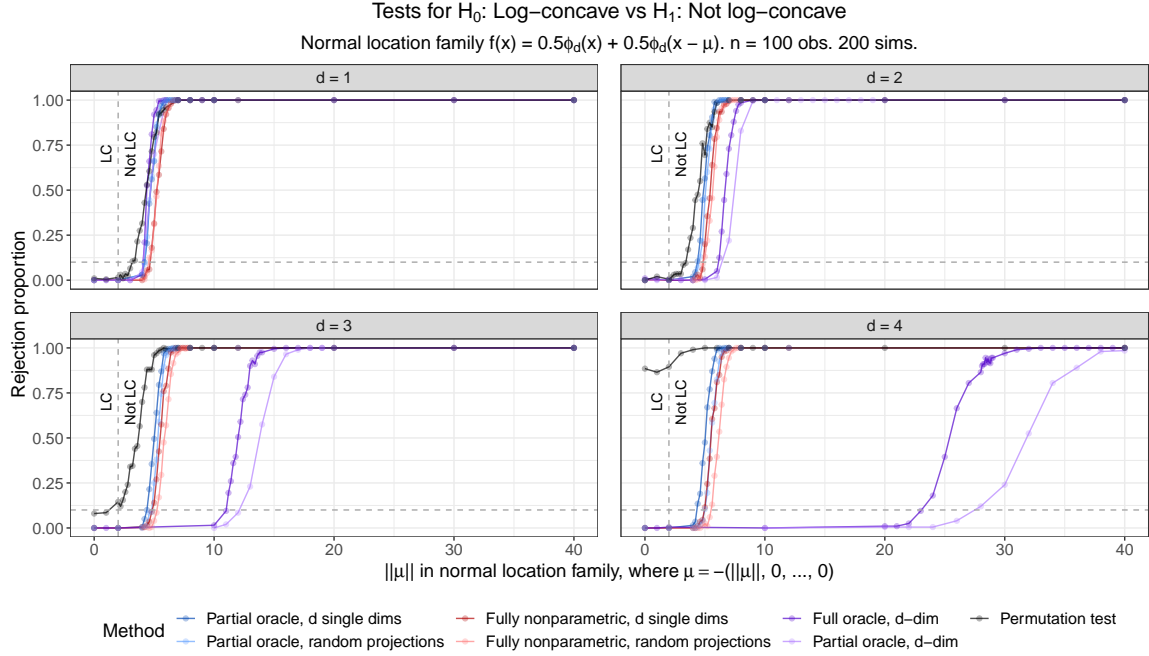 Tests for H₀: Log−concave vs H₁: Not log−concave
Normal location family f(x) = 0.5ϕd(x) + 0.5ϕd(x − μ). n = 100 obs. 200 sims.
d = 1
d = 2
1.00
0.75
0.50
0.25
0.00
LC
Not LC
LC
Not LC
d = 3
d = 4
1.00
0.75
0.50
0.25
0.00
LC
Not LC
LC
Not LC
Rejection proportion
0 10 20 30 40
0 10 20 30 40
||μ|| in normal location family, where μ = −(||μ||, 0, ..., 0)
Method
Partial oracle, d single dims
Partial oracle, random projections
Fully nonparametric, d single dims
Fully nonparametric, random projections
Full oracle, d−dim
Partial oracle, d−dim
Permutation test